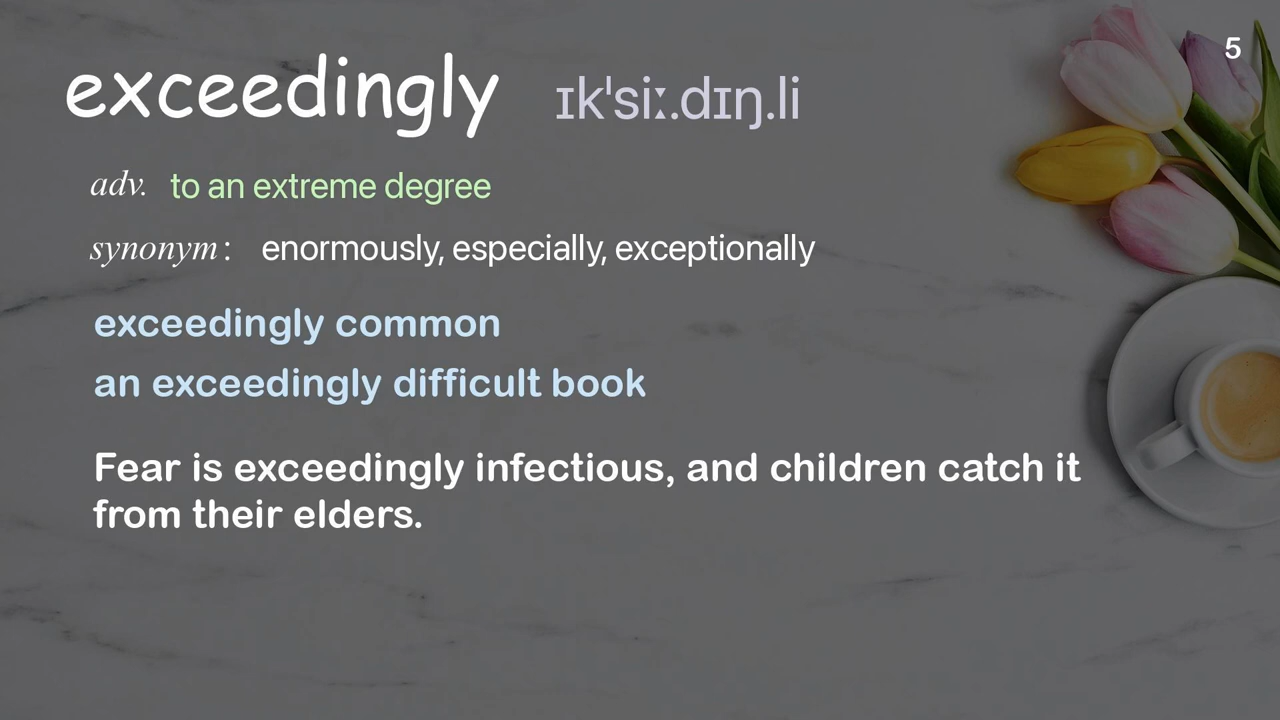 5
exceedingly ɪkˈsiː.dɪŋ.li
adv. to an extreme degree
synonym: enormously, especially, exceptionally
exceedingly common
an exceedingly difficult book
Fear is exceedingly infectious, and children catch it
from their elders.